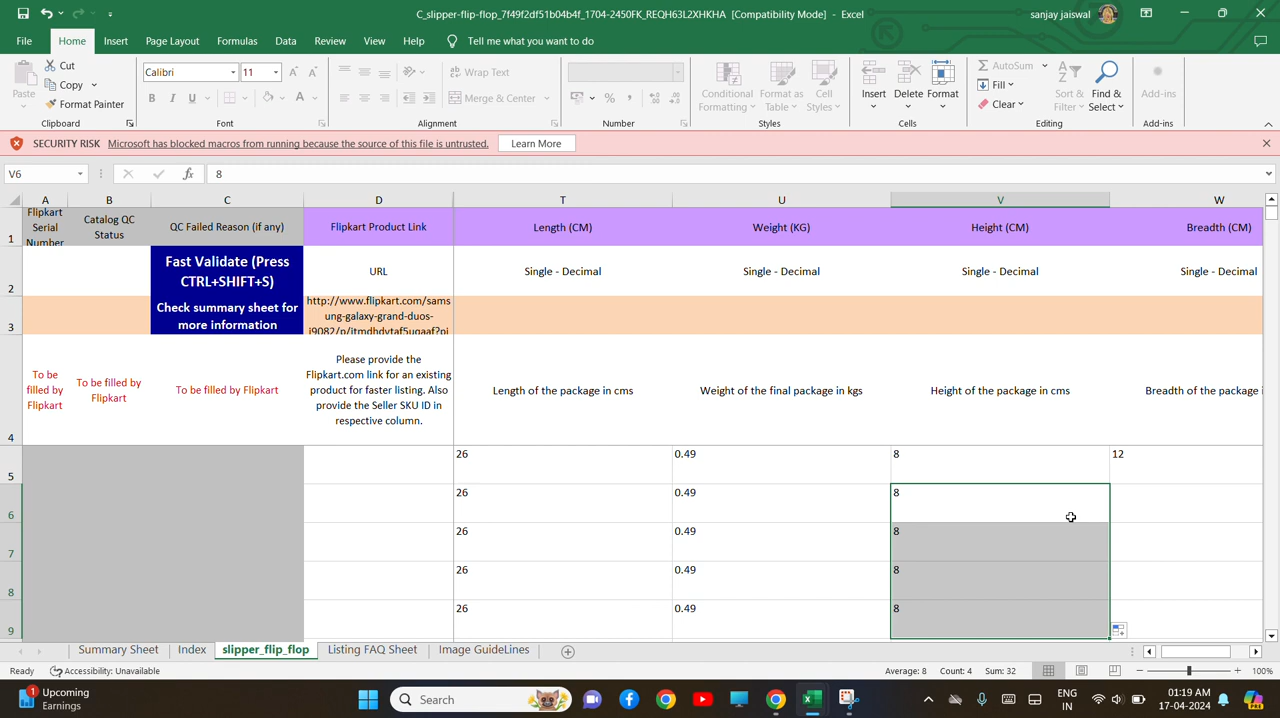 C_slipper-flip-flop_7f49f2df51b04b4f_1704-2450FK_REQH63L2XHKHA [Compatibility Mode] - Excel
sanjay jaiswal
File Home Insert Page Layout Formulas Data Review View Help Tell me what you want to do
Paste Cut Copy Format Painter Clipboard
Calibri 11 B I U Font
Wrap Text Merge & Center Alignment
Number
Conditional Formatting Format as Table Cell Styles Styles
Insert Delete Format Cells
AutoSum Fill Clear Sort & Filter Find & Select Editing
Add-ins Add-ins
SECURITY RISK Microsoft has blocked macros from running because the source of this file is untrusted. Learn More
V6 fx 8
A B C D T U V W
1 Flipkart Serial Number Catalog QC Status QC Failed Reason (if any) Flipkart Product Link Length (CM) Weight (KG) Height (CM) Breadth (CM)
2 Fast Validate (Press CTRL+SHIFT+S) URL Single - Decimal Single - Decimal Single - Decimal Single - Decimal
3 Check summary sheet for more information http://www.flipkart.com/samsung-galaxy-grand-duos-i9082/p/itmdhdvtaf5uqaaf?pi
4 To be filled by Flipkart To be filled by Flipkart To be filled by Flipkart Please provide the Flipkart.com link for an existing product for faster listing. Also provide the Seller SKU ID in respective column. Length of the package in cms Weight of the final package in kgs Height of the package in cms Breadth of the package i
5 26 0.49 8 12
6 26 0.49 8
7 26 0.49 8
8 26 0.49 8
9 26 0.49 8
Summary Sheet Index slipper_flip_flop Listing FAQ Sheet Image GuideLines
Ready Accessibility: Unavailable Average: 8 Count: 4 Sum: 32 100%
1 Upcoming Earnings Search ENG IN 01:19 AM 17-04-2024